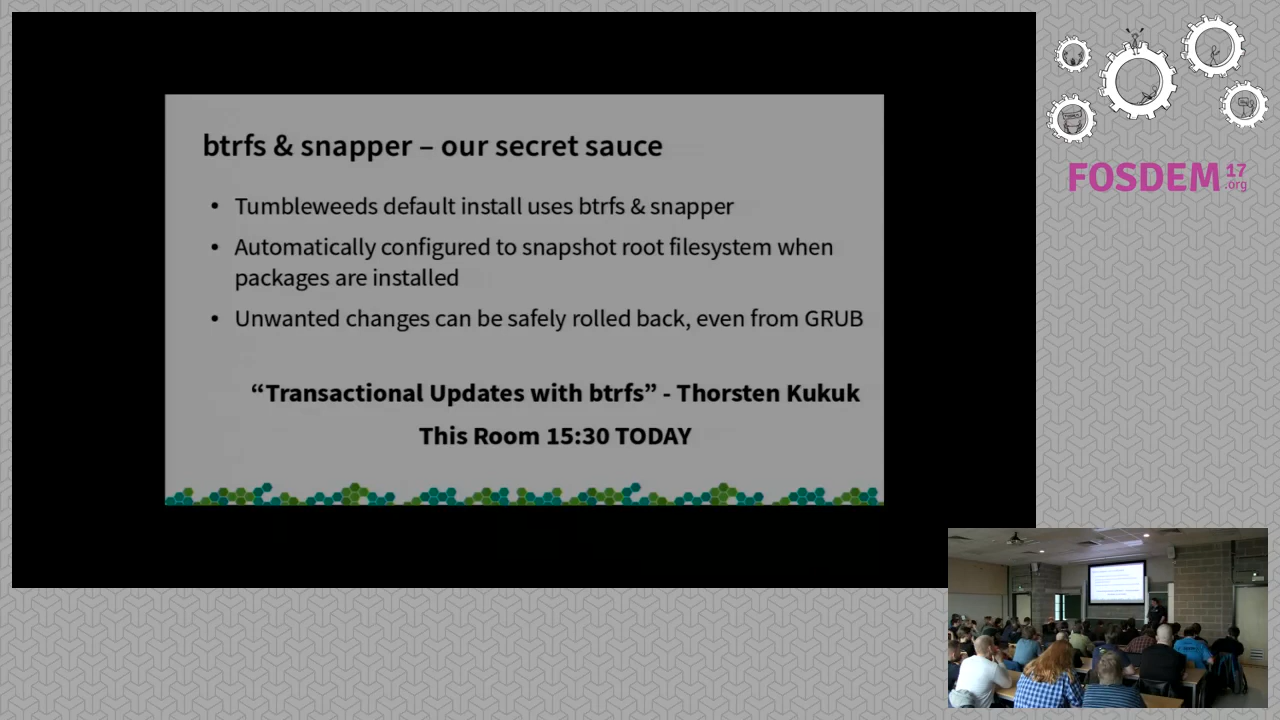 btrfs & snapper – our secret sauce
• Tumbleweeds default install uses btrfs & snapper
• Automatically configured to snapshot root filesystem when
packages are installed
• Unwanted changes can be safely rolled back, even from GRUB
“Transactional Updates with btrfs” - Thorsten Kukuk
This Room 15:30 TODAY
FOSDEM 17
.org